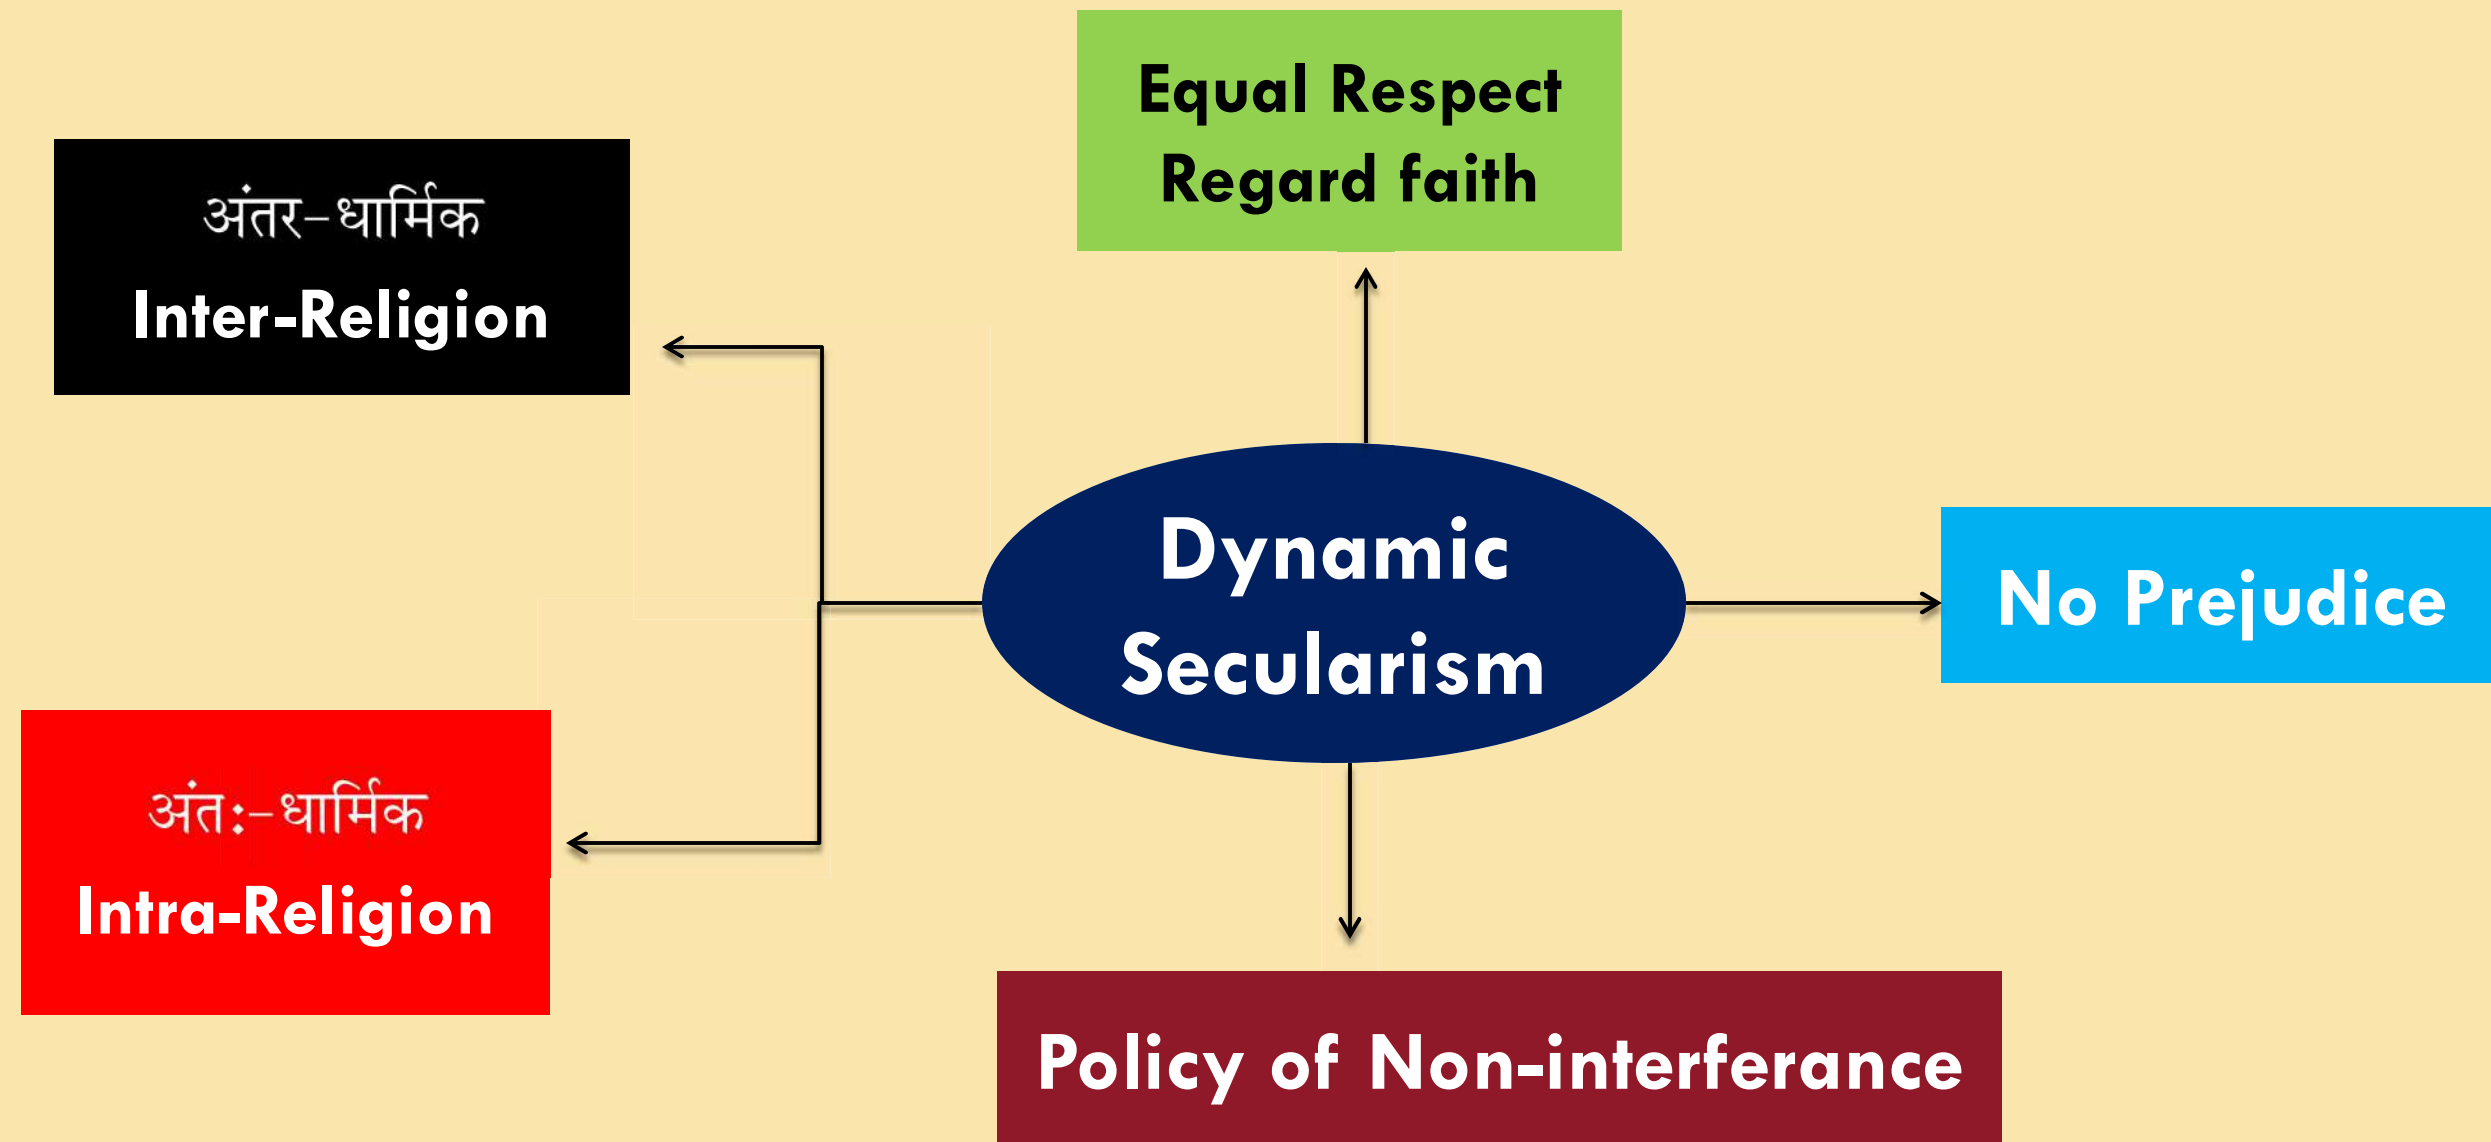 Equal Respect
Regard faith
अंतर-धार्मिक
Inter-Religion
Dynamic
Secularism
No Prejudice
अंतः-धार्मिक
Intra-Religion
Policy of Non-interferance